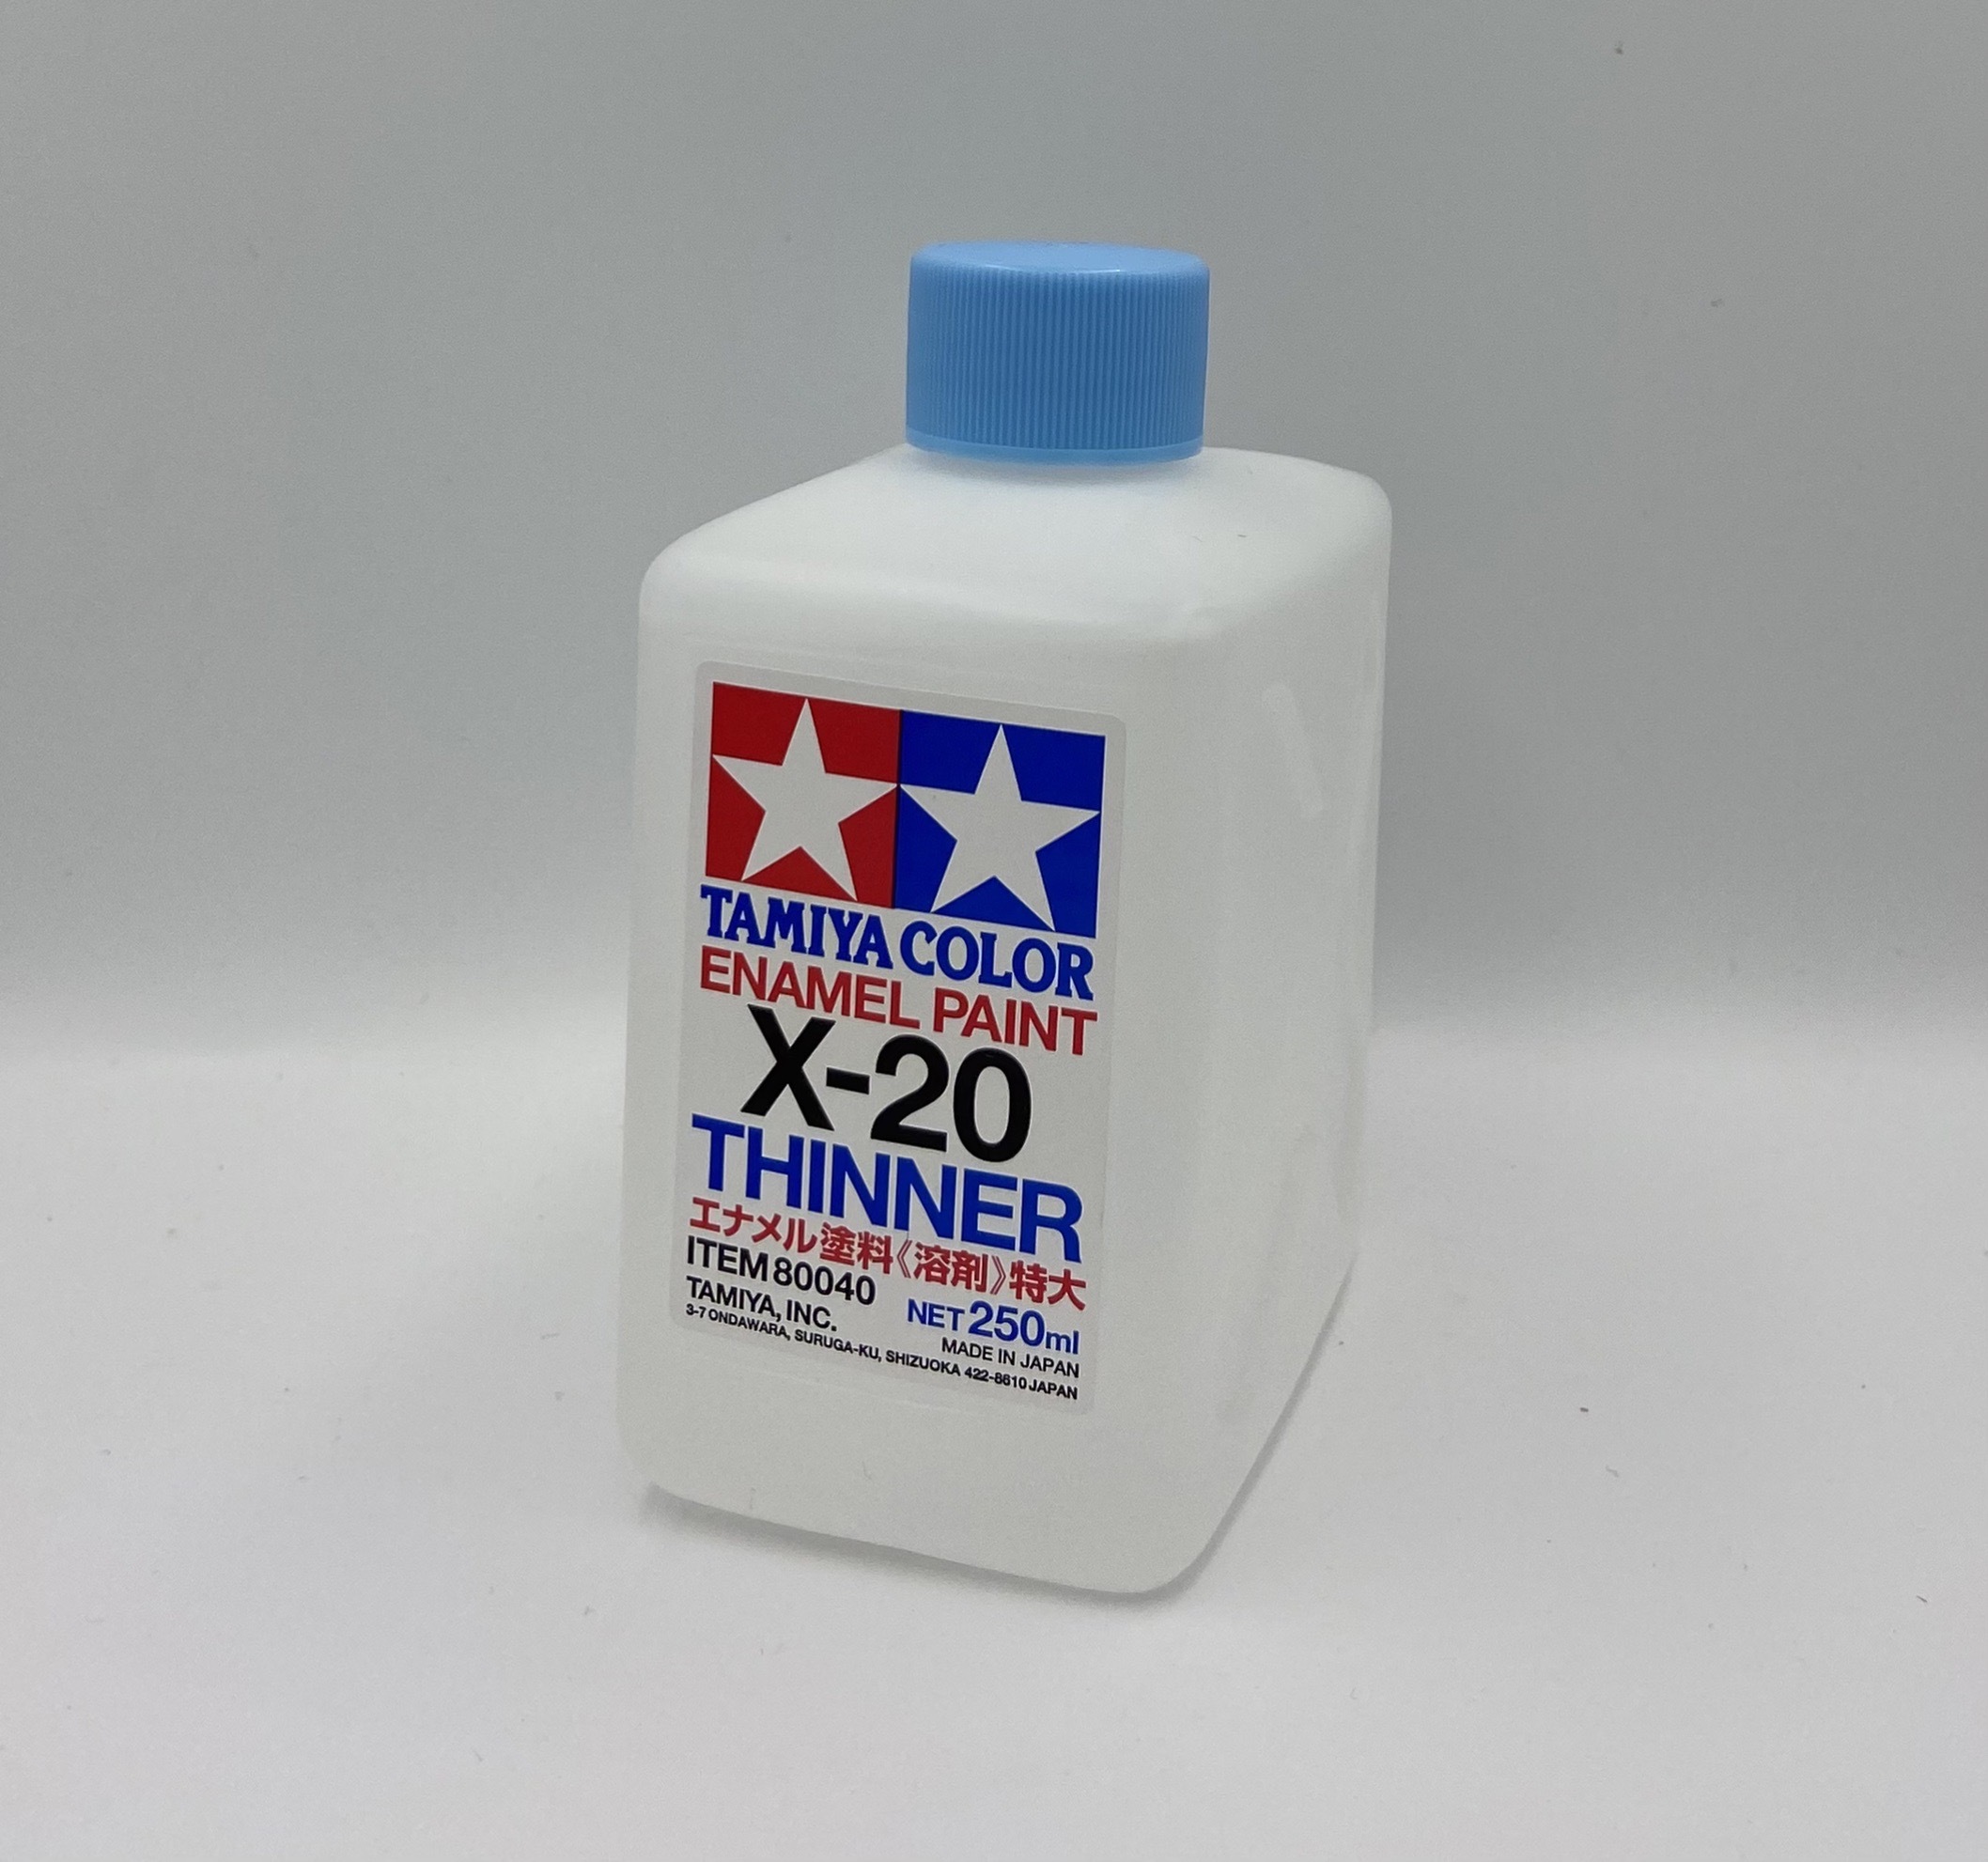 TAMIYA COLOR
ENAMEL PAINT
X-20
THINNER
エナメル塗料《溶剤》特大
ITEM 80040
NET 250ml
TAMIYA, INC.
MADE IN JAPAN
3-7 ONDAWARA, SURUGA-KU, SHIZUOKA 422-8610 JAPAN